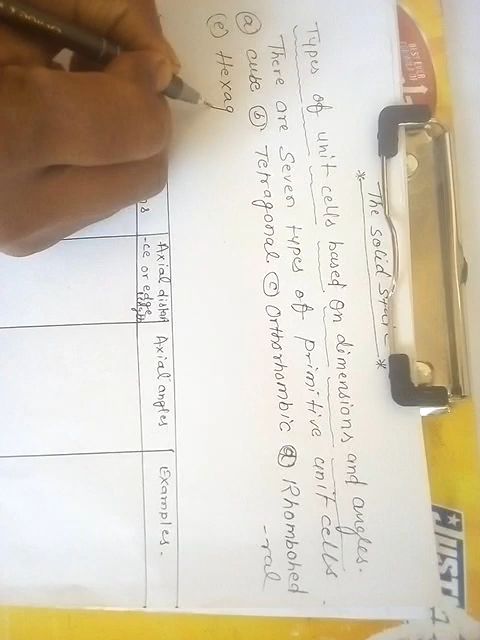 * The solid state *
Types of unit cells based on dimensions and angles.
There are Seven types of primitive unit cells.
(a) cube (b) Tetragonal (c) Orthorhombic (d) Rhombohed
-ral
(e) Hexag
Axial distan
-ce or edge
Axial angles
Examples.